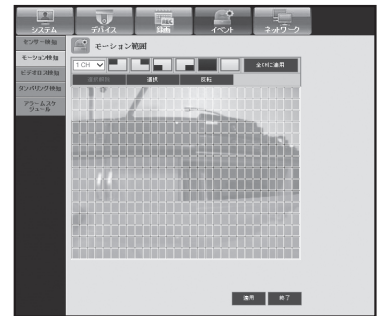 システム
デバイス
録画
イベント
ネットワーク
センサー検知
モーション検知
ビデオロス検知
タンパリング検知
アラームスケ
ジュール
モーション範囲
1 CH
全CHに適用
選択解除
選択
反転
適用
終了